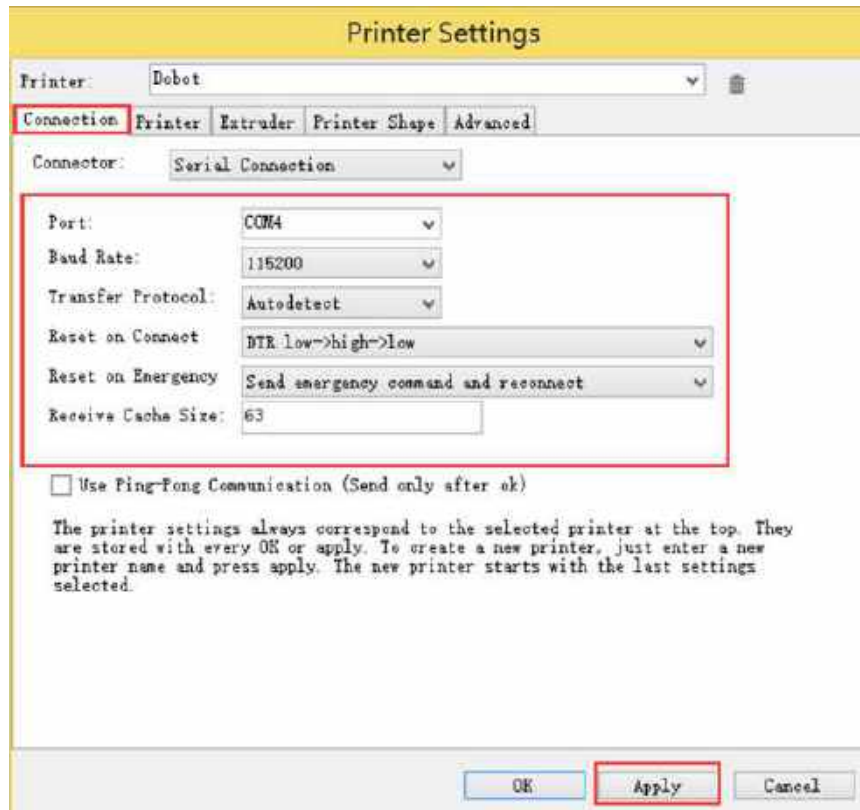 Printer Settings
Printer: Dobot
Connection Printer Extruder Printer Shape Advanced
Connector: Serial Connection
Port: COM4
Baud Rate: 115200
Transfer Protocol: Autodetect
Reset on Connect DTR low->high->low
Reset on Emergency Send emergency command and reconnect
Receive Cache Size: 63
Use Ping-Pong Communication (Send only after ok)
The printer settings always correspond to the selected printer at the top. They
are stored with every OK or apply. To create a new printer, just enter a new
printer name and press apply. The new printer starts with the last settings
selected.
OK Apply Cancel